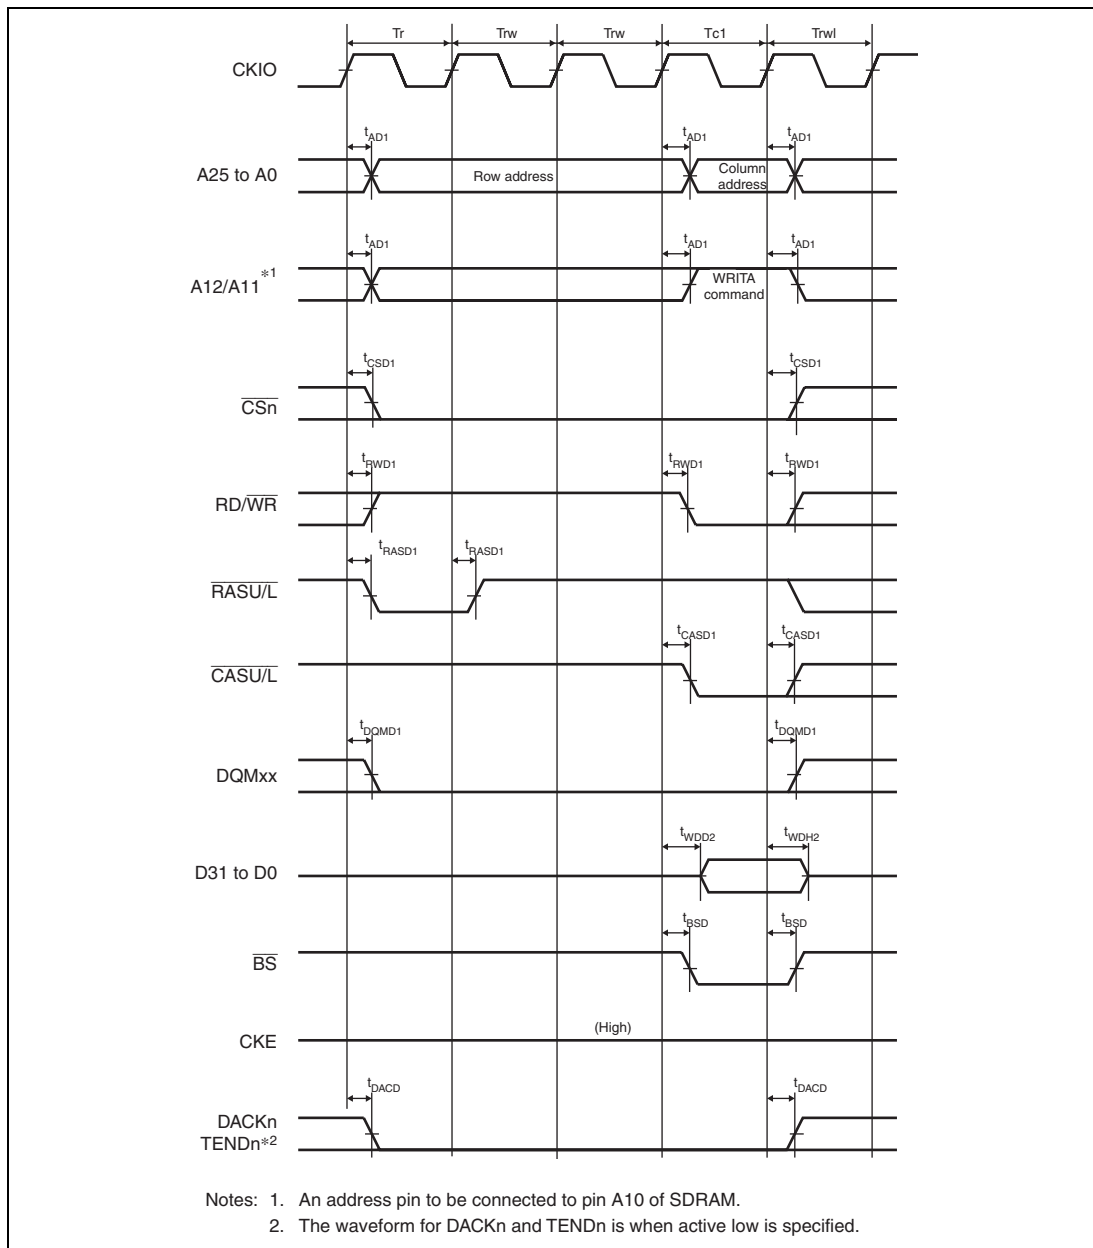 Tr Trw Trw Tc1 Trwl
CKIO
tAD1 tAD1 tAD1
A25 to A0 Row address Column address
tAD1 tAD1 tAD1
A12/A11*1 WRITA command
tCSD1 tCSD1
CSn
tRWD1 tRWD1 tRWD1
RD/WR
tRASD1 tRASD1
RASU/L
tCASD1 tCASD1
CASU/L
tDQMD1 tDQMD1
DQMxx
tWDD2 tWDH2
D31 to D0
tBSD tBSD
BS
(High)
CKE
tDACD tDACD
DACKn
TENDn*2
Notes: 1. An address pin to be connected to pin A10 of SDRAM.
2. The waveform for DACKn and TENDn is when active low is specified.